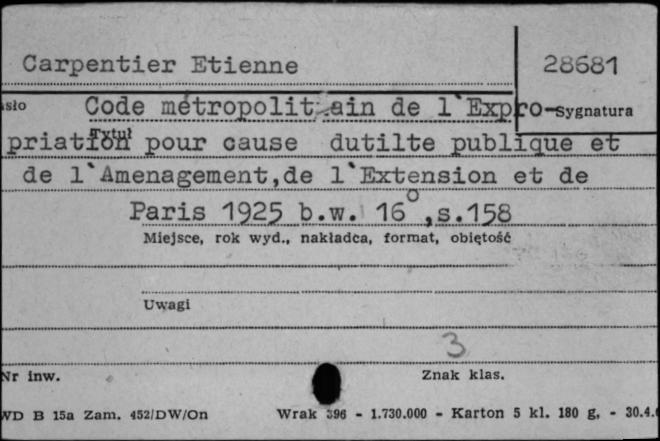 Carpentier Etienne 28681
Code métropolitain de l`Expro- Sygnatura
Tytuł
priation pour cause dutilte publique et
de l`Amenagement,de l`Extension et de
Paris 1925 b.w. 16°,s.158
Miejsce, rok wyd., nakładca, format, obiętość
Uwagi
3
Nr inw. Znak klas.
WD B 15a Zam. 452/DW/On Wrak 396 - 1.730.000 - Karton 5 kl. 180 g. - 30.4.